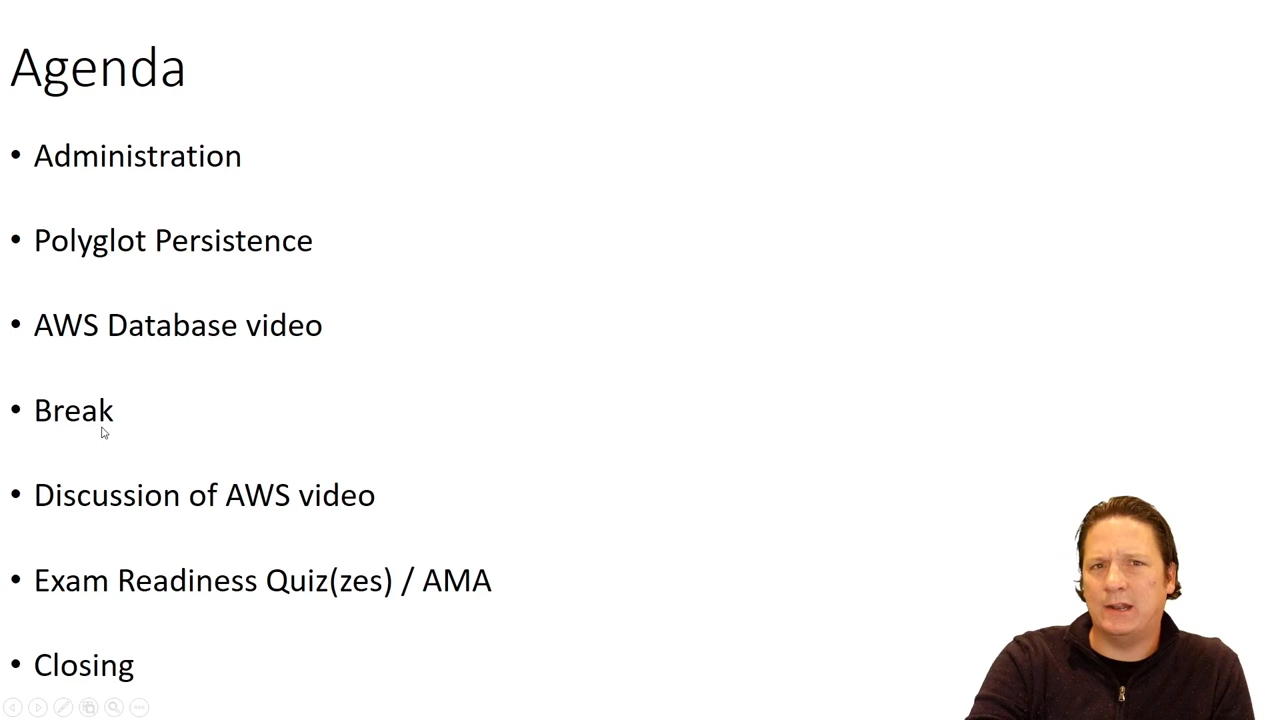 Agenda
• Administration
• Polyglot Persistence
• AWS Database video
• Break
• Discussion of AWS video
• Exam Readiness Quiz(zes) / AMA
• Closing